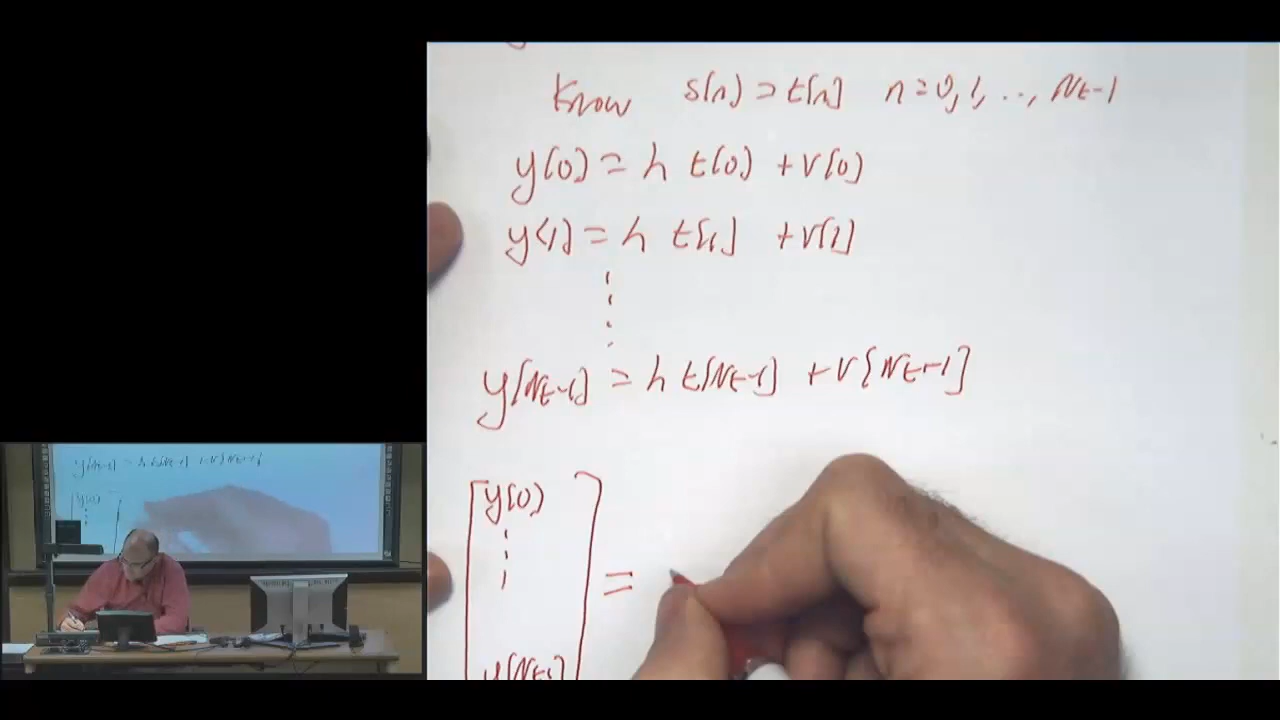 Know s[n] = t[n] n=0,1,..., Nt-1
y[0] = h t[0] + v[0]
y[1] = h t[1] + v[1]
y[Nt-1] = h t[Nt-1] + v[Nt-1]
y[0]
=
y[Nt-1]